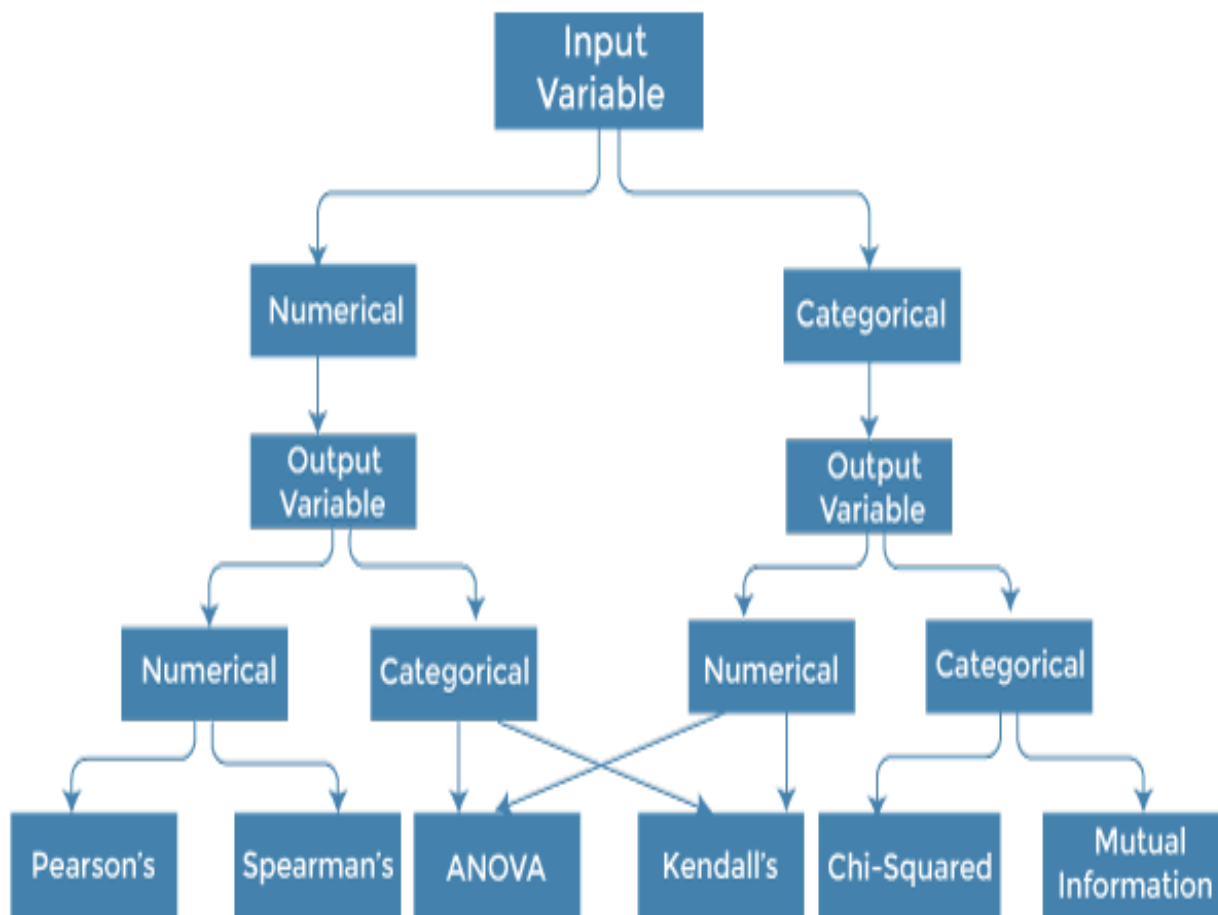 Input
Variable
Numerical
Categorical
Output
Variable
Output
Variable
Numerical
Categorical
Numerical
Categorical
Pearson's
Spearman's
ANOVA
Kendall's
Chi-Squared
Mutual
Information